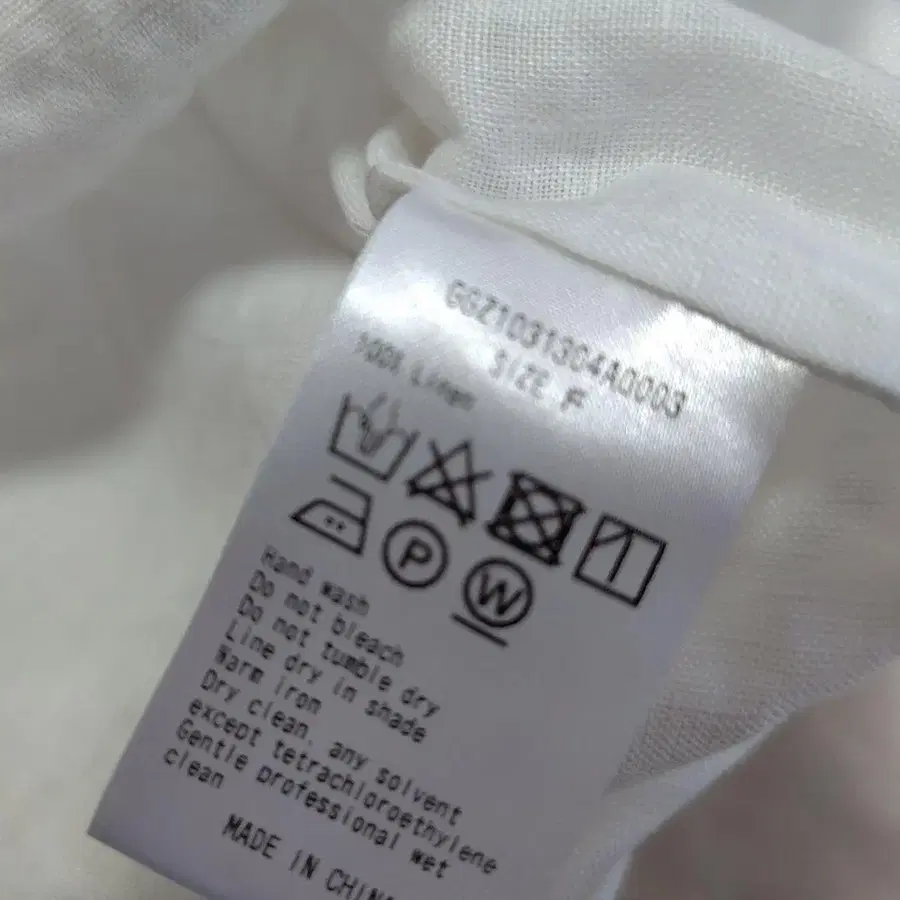 GGZ1031304A0003
SIZE F
100% Linen
P
W
Hand wash
Do not bleach
Do not tumble dry
Line dry in shade
Warm iron
Dry clean, any solvent
except tetrachloroethylene
Gentle professional wet
clean
MADE IN CHINA